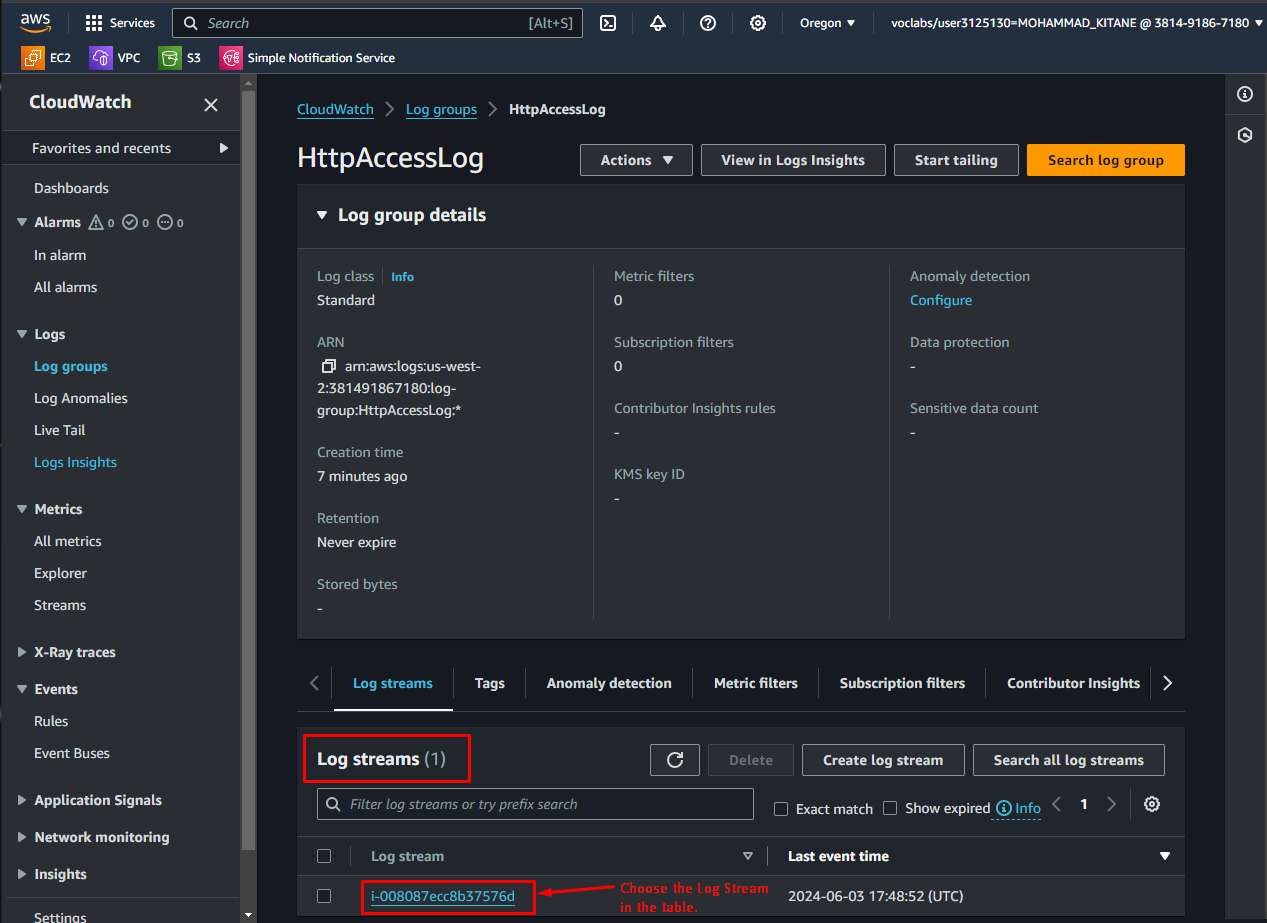 aws
Services
Search
[Alt+S]
Oregon
voclabs/user3125130=MOHAMMAD_KITANE @ 3814-9186-7180
EC2
VPC
S3
Simple Notification Service
CloudWatch
Favorites and recents
Dashboards
Alarms 0 0 0
In alarm
All alarms
Logs
Log groups
Log Anomalies
Live Tail
Logs Insights
Metrics
All metrics
Explorer
Streams
X-Ray traces
Events
Rules
Event Buses
Application Signals
Network monitoring
Insights
Settings
CloudWatch
Log groups
HttpAccessLog
HttpAccessLog
Actions
View in Logs Insights
Start tailing
Search log group
Log group details
Log class
Info
Standard
ARN
arn:aws:logs:us-west-
2:381491867180:log-
group:HttpAccessLog:*
Creation time
7 minutes ago
Retention
Never expire
Stored bytes
-
Metric filters
0
Subscription filters
0
Contributor Insights rules
-
KMS key ID
-
Anomaly detection
Configure
Data protection
-
Sensitive data count
-
Log streams
Tags
Anomaly detection
Metric filters
Subscription filters
Contributor Insights
Log streams (1)
Delete
Create log stream
Search all log streams
Filter log streams or try prefix search
Exact match
Show expired
Info
1
Log stream
Last event time
i-008087ecc8b37576d
Choose the Log Stream
in the table.
2024-06-03 17:48:52 (UTC)